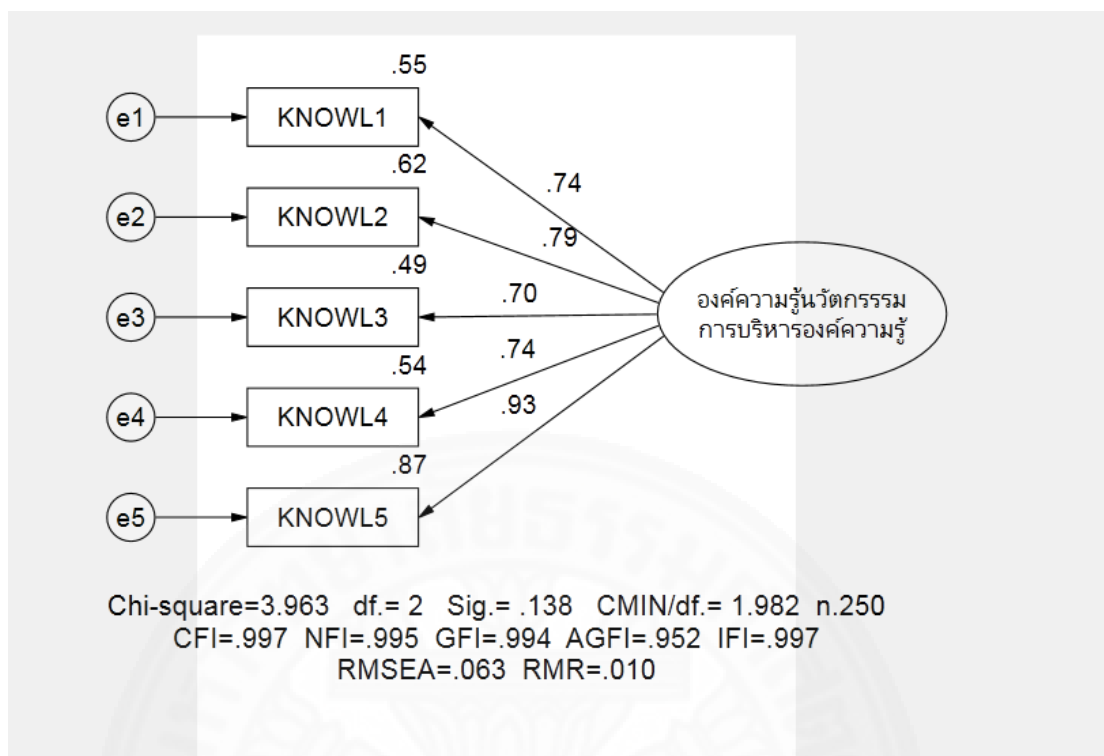 .55
e1 KNOWL1
.74
.62
e2 KNOWL2
.79
.49
e3 KNOWL3
.70
องค์ความรู้นวัตกรรรม
การบริหารองค์ความรู้
.74
.54
e4 KNOWL4
.93
.87
e5 KNOWL5
Chi-square=3.963 df.= 2 Sig.= .138 CMIN/df.= 1.982 n.250
CFI=.997 NFI=.995 GFI=.994 AGFI=.952 IFI=.997
RMSEA=.063 RMR=.010